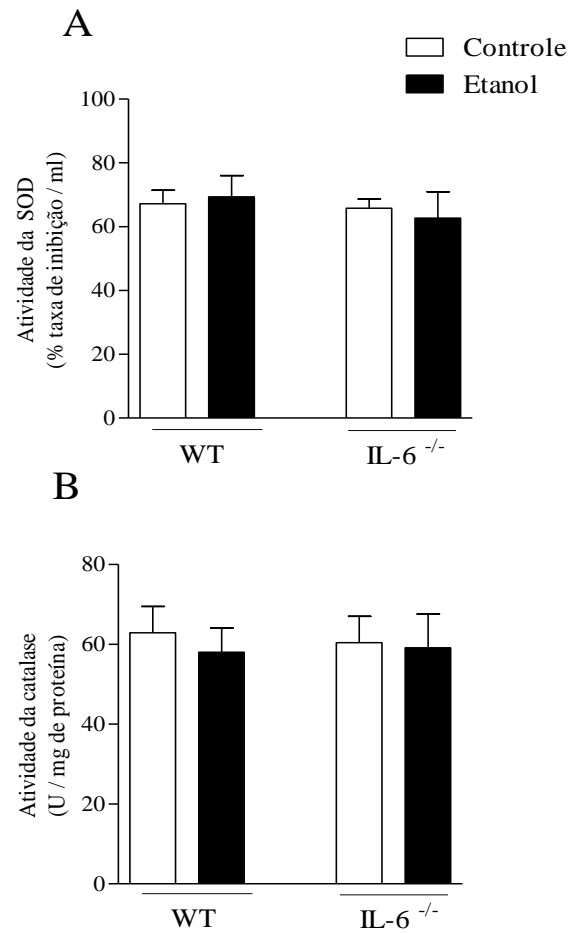 A
Controle
Etanol
100
80
60
40
20
0
Atividade da SOD
(% taxa de inibição / ml)
WT
IL-6 -/-
B
80
60
40
20
0
Atividade da catalase
(U / mg de proteína)
WT
IL-6 -/-